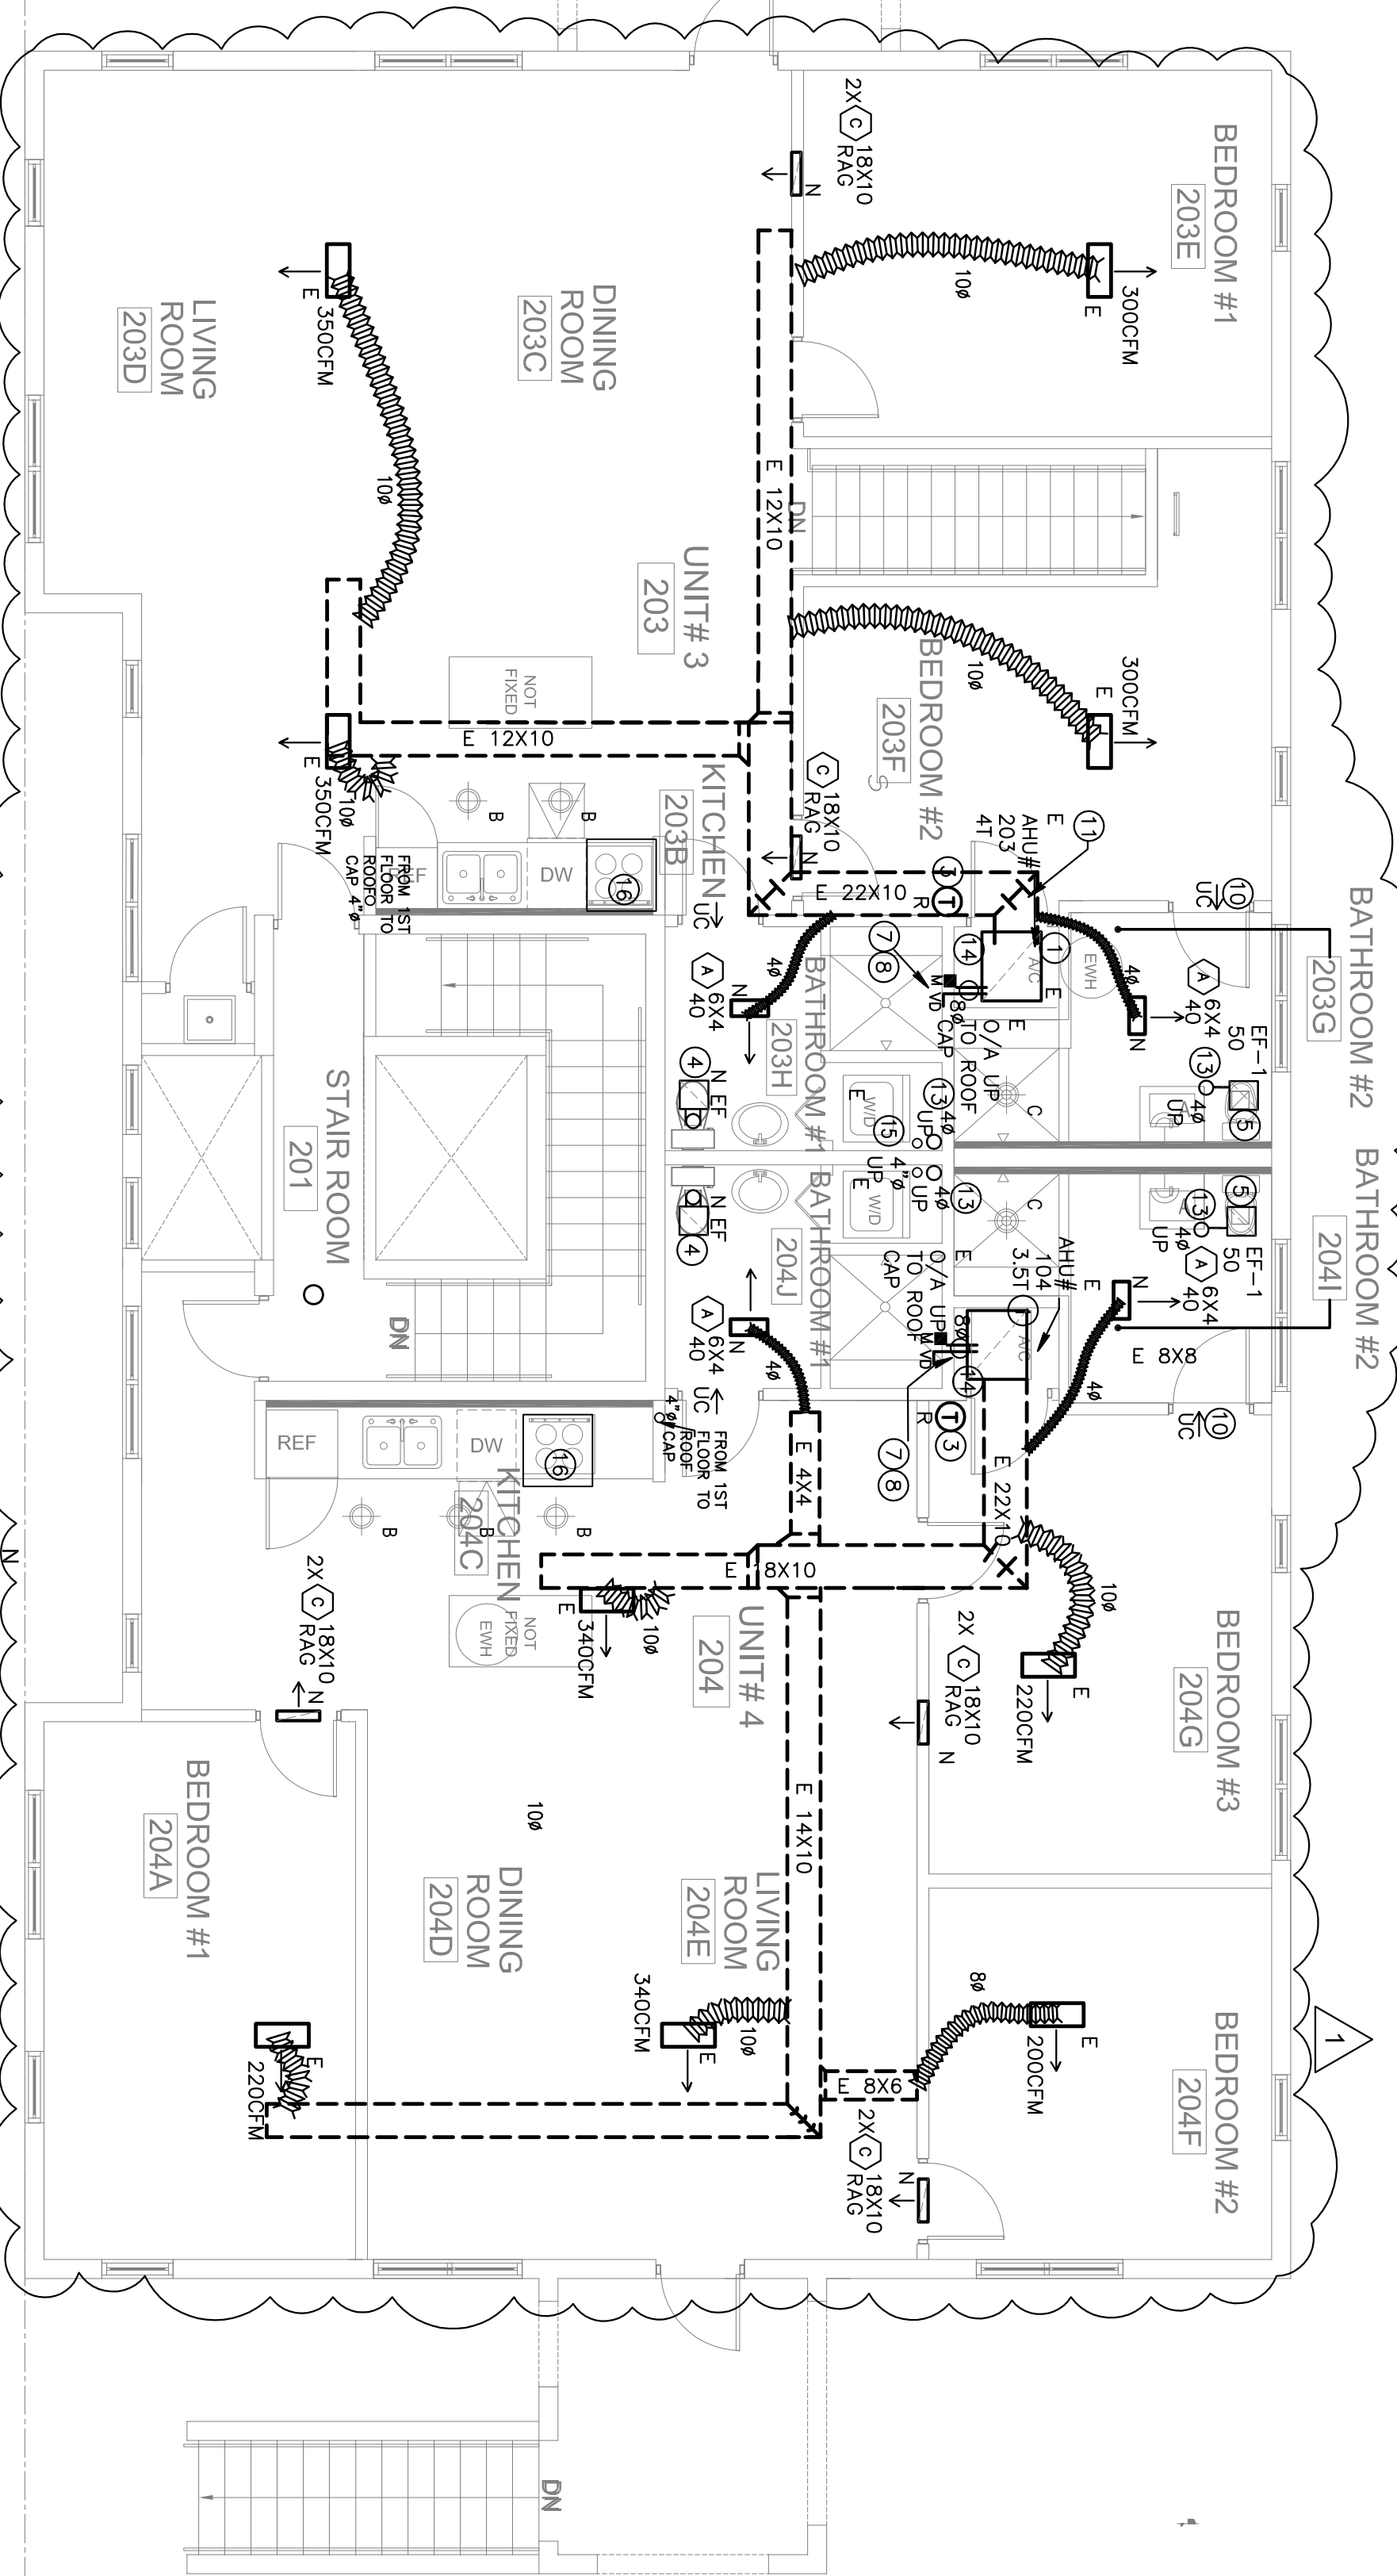 BEDROOM #1
203E
300CFM
E
10ø
2X
C
18X10
RAG
N
DINING
ROOM
203C
LIVING
ROOM
203D
350CFM
E
10ø
E 12X10
DN
UNIT# 3
203
NOT
FIXED
E 12X10
BEDROOM #2
203F
300CFM
E
10ø
C
18X10
RAG
N
KITCHEN
203B
B
B
350CFM
E
10ø
REF
DW
16
FROM 1ST
FLOOR TO
ROOFO
CAP 4"ø
UC
E
AHU#
203
4T
11
E 22X10
3
T
R
7
8
14
1
A/C
EWH
E
M VD
8ø
E
O/A UP
TO ROOF
CAP
10
UC
4ø
A
6X4
40
N
BATHROOM #2
203G
EF-1
50
13
4ø
UP
5
A
C
4ø
A
6X4
40
N
BATHROOM #1
203H
W/D
E
13
4ø
UP
15
4"ø
UP
N EF
4
STAIR ROOM
201
DN
BATHROOM #2
204I
5
13
4ø
UP
EF-1
50
A
6X4
40
N
E
4ø
E 8X8
10
UC
A
C
13
4ø
UP
W/D
E
BATHROOM #1
204J
N EF
4
A
6X4
40
N
4ø
AHU#
104
3.5T
E
O/A UP
TO ROOF
CAP
M VD
8ø
1
A/C
14
T
3
R
7
8
UC
FROM 1ST
FLOOR TO
ROOF
4"ø CAP
REF
DW
16
KITCHEN
204C
B
B
B
E 4X4
E 22X10
E 18X10
10ø
E
220CFM
BEDROOM #3
204G
2X
C
18X10
RAG
N
UNIT# 4
204
E
340CFM
10ø
NOT
FIXED
EWH
2X
C
18X10
RAG
N
BEDROOM #1
204A
E
220CFM
10ø
DINING
ROOM
204D
LIVING
ROOM
204E
E 14X10
340CFM
E
10ø
8ø
E
200CFM
BEDROOM #2
204F
E 8X6
2X
C
18X10
RAG
N
1
DN
N